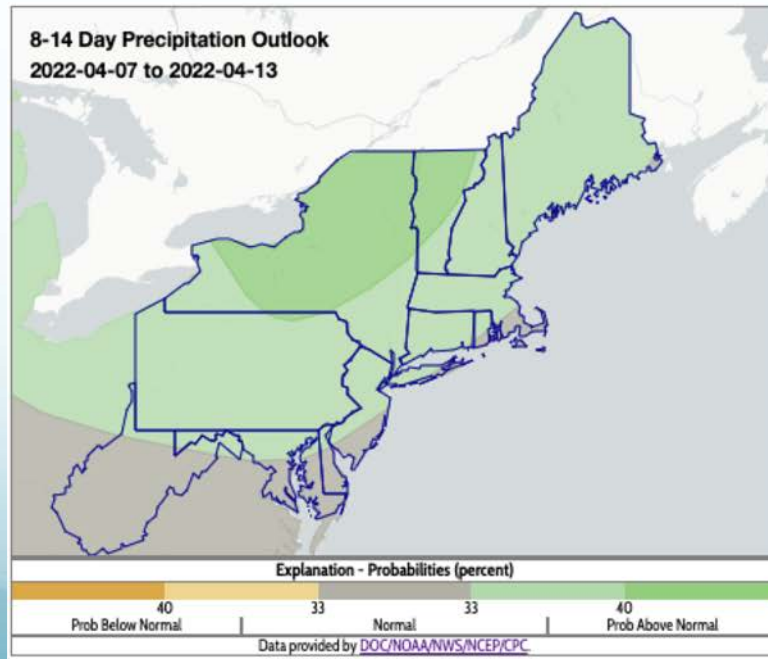 8-14 Day Precipitation Outlook
2022-04-07 to 2022-04-13
Explanation - Probabilities (percent)
40 33 33 40
Prob Below Normal Normal Prob Above Normal
Data provided by DOC/NOAA/NWS/NCEP/CPC.